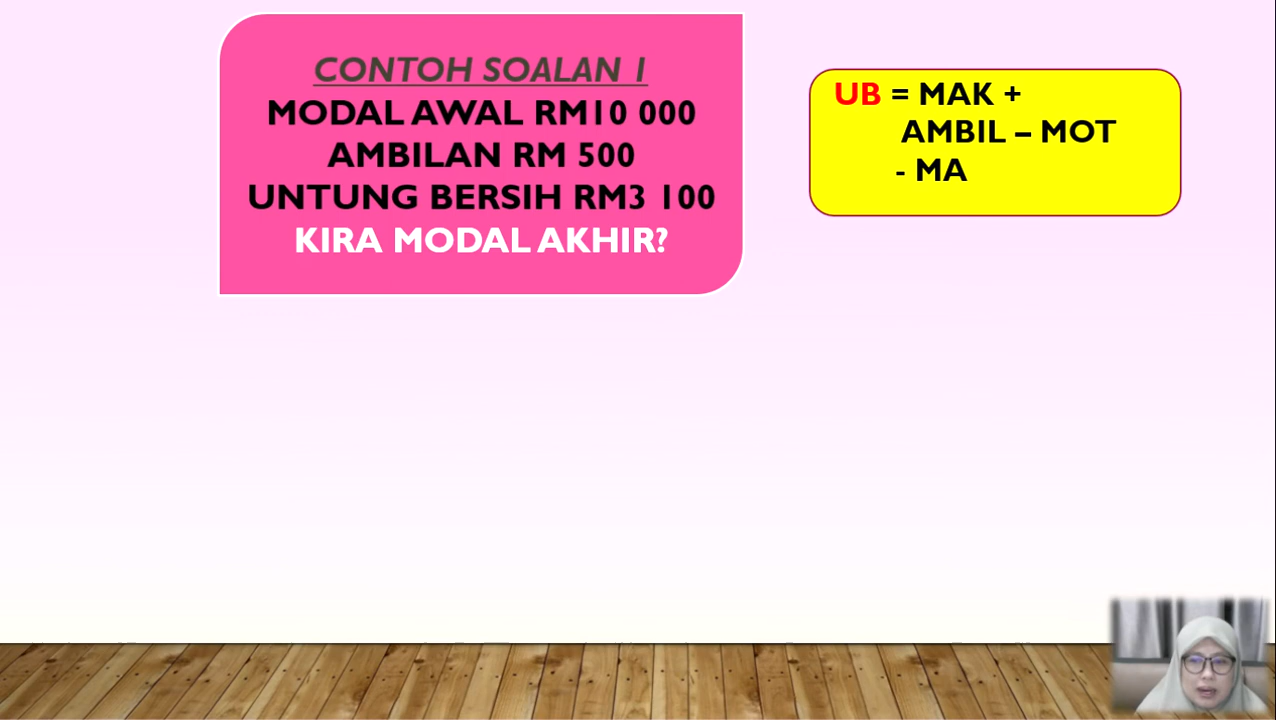 CONTOH SOALAN 1
MODAL AWAL RM10 000
AMBILAN RM 500
UNTUNG BERSIH RM3 100
KIRA MODAL AKHIR?
UB = MAK +
AMBIL – MOT
- MA